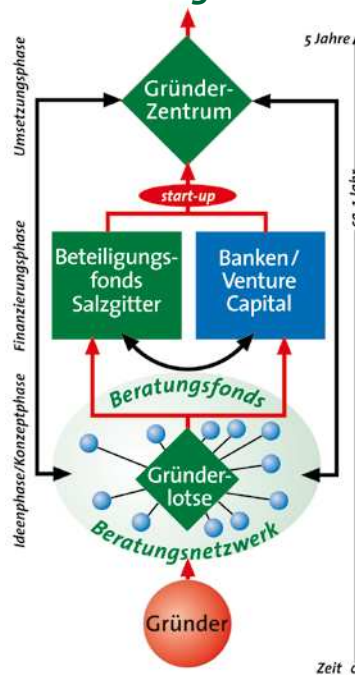 5 Jahre
Umsetzungsphase
Gründer-
Zentrum
start-up
Finanzierungsphase
Beteiligungs-
fonds
Salzgitter
Banken/
Venture
Capital
Ideenphase/Konzeptphase
Beratungsfonds
Gründer-
lotse
Beratungsnetzwerk
Gründer
Zeit